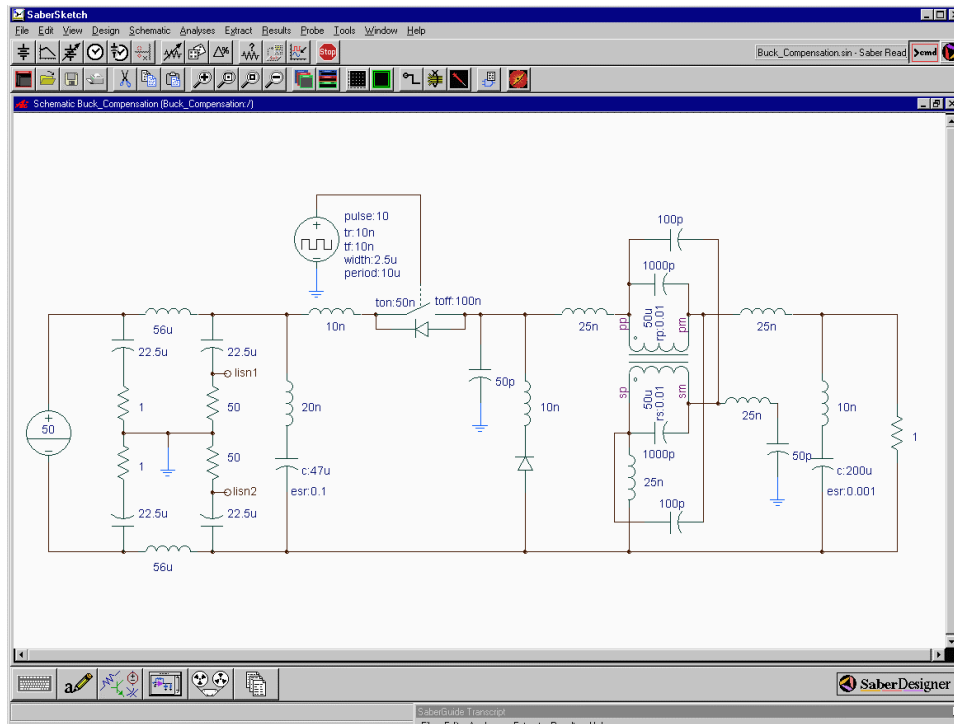 SaberSketch
File Edit View Design Schematic Analyses Extract Results Probe Tools Window Help
Stop
Buck_Compensation.sin - Saber Read
>cmd
Schematic Buck_Compensation (Buck_Compensation:/)
pulse:10
tr:10n
tf:10n
width:2.5u
period:10u
100p
1000p
ton:50n
toff:100n
56u
10n
25n
pp
50u
rp:0.01
pm
25n
22.5u
22.5u
lisn1
50p
1
50
20n
10n
sp
50u
rs:0.01
sm
25n
10n
50
1
1
50
c:47u
esr:0.1
1000p
50p
c:200u
esr:0.001
lisn2
25n
22.5u
22.5u
100p
56u
a
SaberDesigner
SaberGuide Transcript